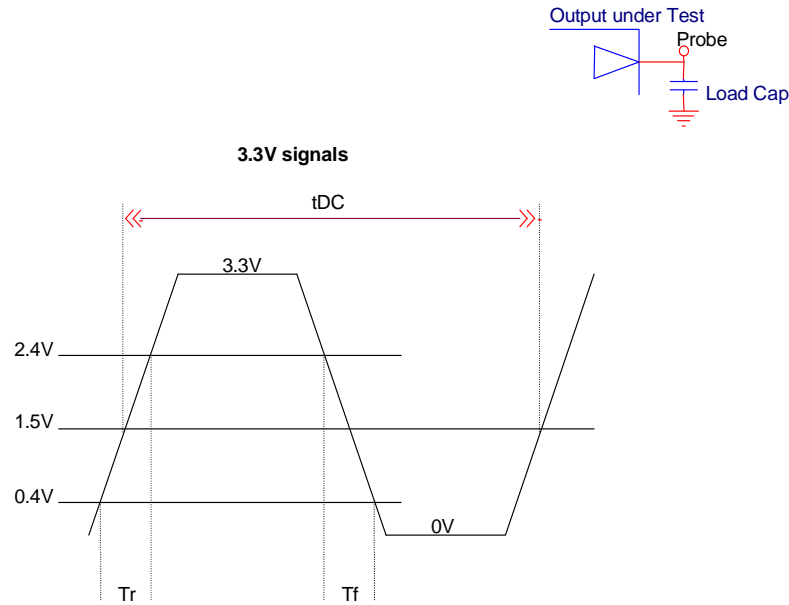 Output under Test
Probe
Load Cap
3.3V signals
tDC
3.3V
2.4V
1.5V
0.4V
0V
Tr
Tf